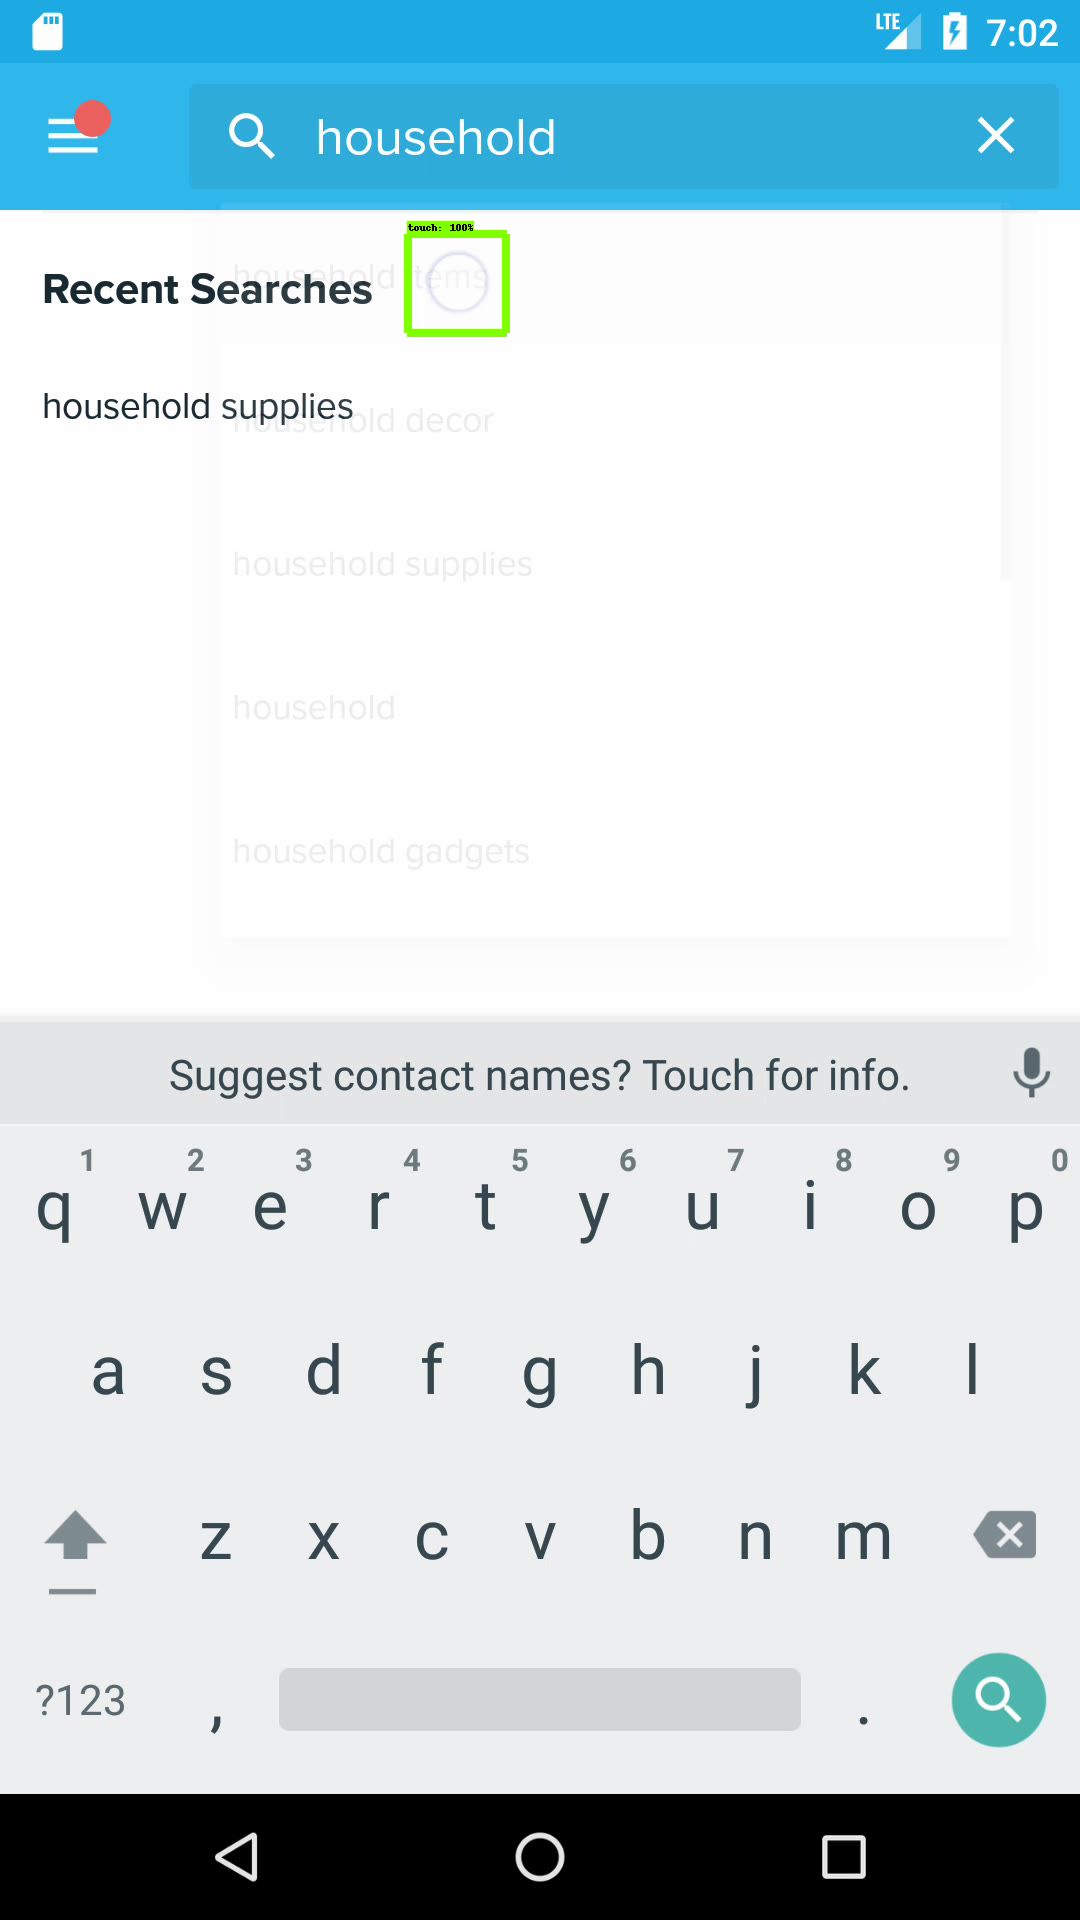 LTE 7:02
household
touch: 100%
household items
Recent Searches
household supplies
household decor
household supplies
household
household gadgets
Suggest contact names? Touch for info.
1 2 3 4 5 6 7 8 9 0
q w e r t y u i o p
a s d f g h j k l
z x c v b n m
?123 , .